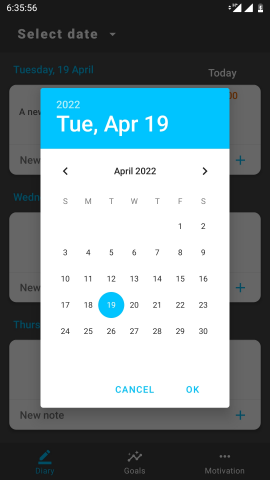 6:35:56
Select date
Tuesday, 19 April
Today
00
A new
2022
Tue, Apr 19
April 2022
S M T W T F S
1 2
3 4 5 6 7 8 9
10 11 12 13 14 15 16
17 18 19 20 21 22 23
24 25 26 27 28 29 30
CANCEL OK
New
Wedn
New
Thurs
New note
Diary Goals Motivation